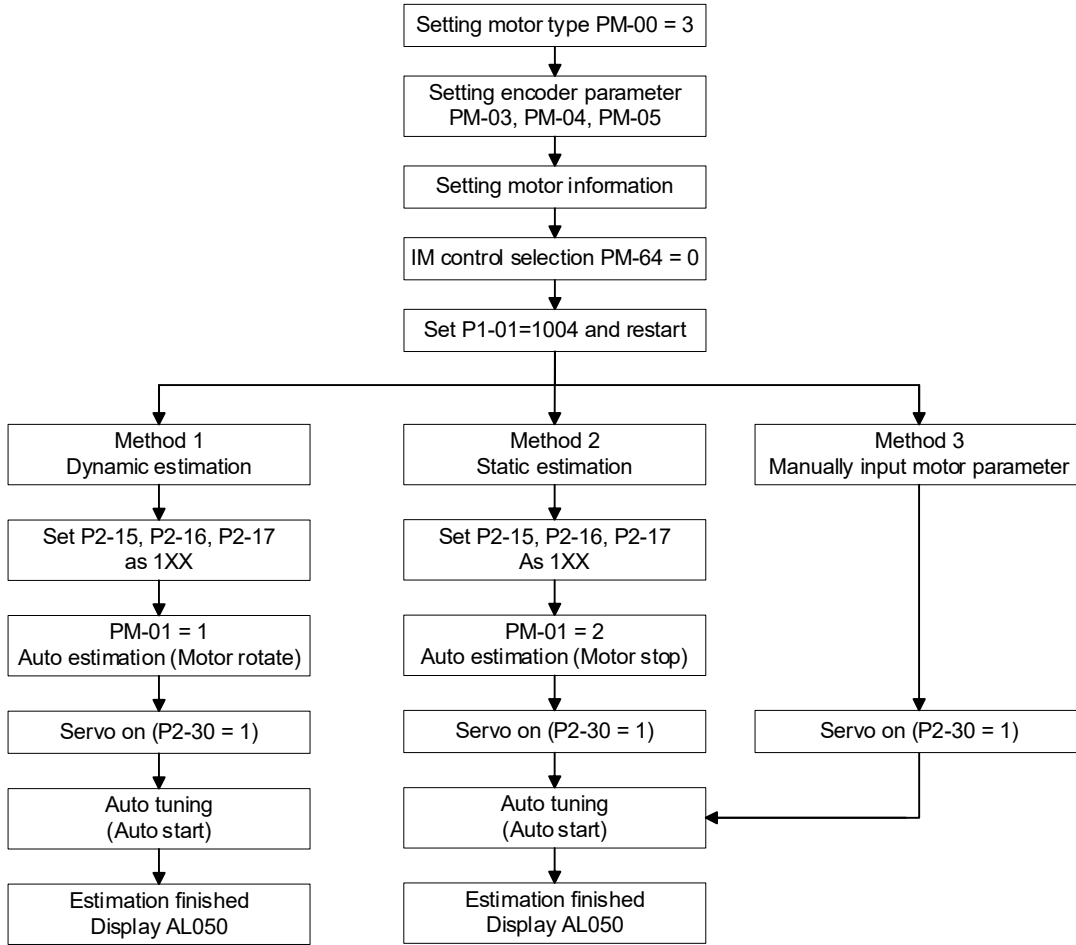 Setting motor type PM-00 = 3
Setting encoder parameter
PM-03, PM-04, PM-05
Setting motor information
IM control selection PM-64 = 0
Set P1-01=1004 and restart
Method 1
Dynamic estimation
Set P2-15, P2-16, P2-17
as 1XX
PM-01 = 1
Auto estimation (Motor rotate)
Servo on (P2-30 = 1)
Auto tuning
(Auto start)
Estimation finished
Display AL050
Method 2
Static estimation
Set P2-15, P2-16, P2-17
As 1XX
PM-01 = 2
Auto estimation (Motor stop)
Servo on (P2-30 = 1)
Auto tuning
(Auto start)
Estimation finished
Display AL050
Method 3
Manually input motor parameter
Servo on (P2-30 = 1)